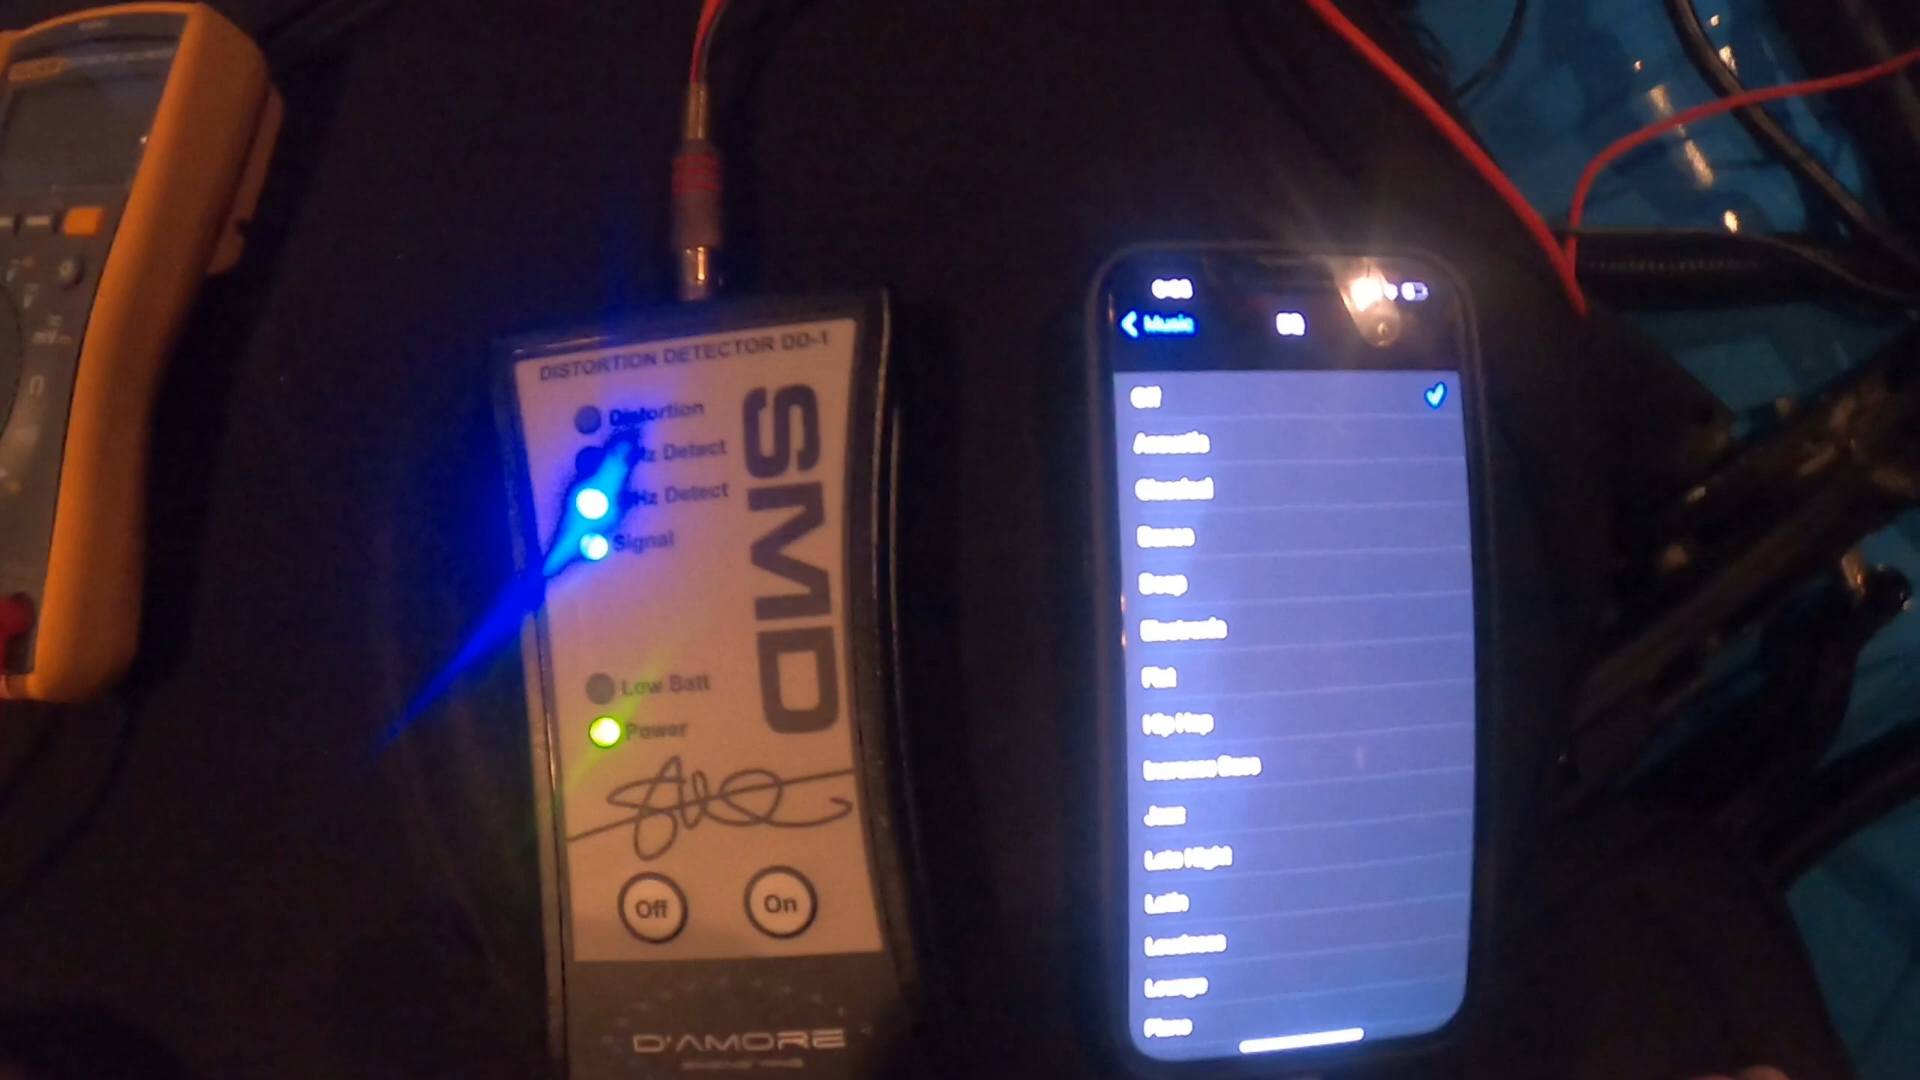 DISTORTION DETECTOR DD-1
Distortion
Hz Detect
Hz Detect
Signal
SMD
Low Batt
Power
Off
On
D'AMORE
Music
EQ
Off
Acoustic
Classical
Dance
Deep
Electronic
Flat
Hip Hop
Increase Bass
Jazz
Late Night
Latin
Loudness
Lounge
Piano